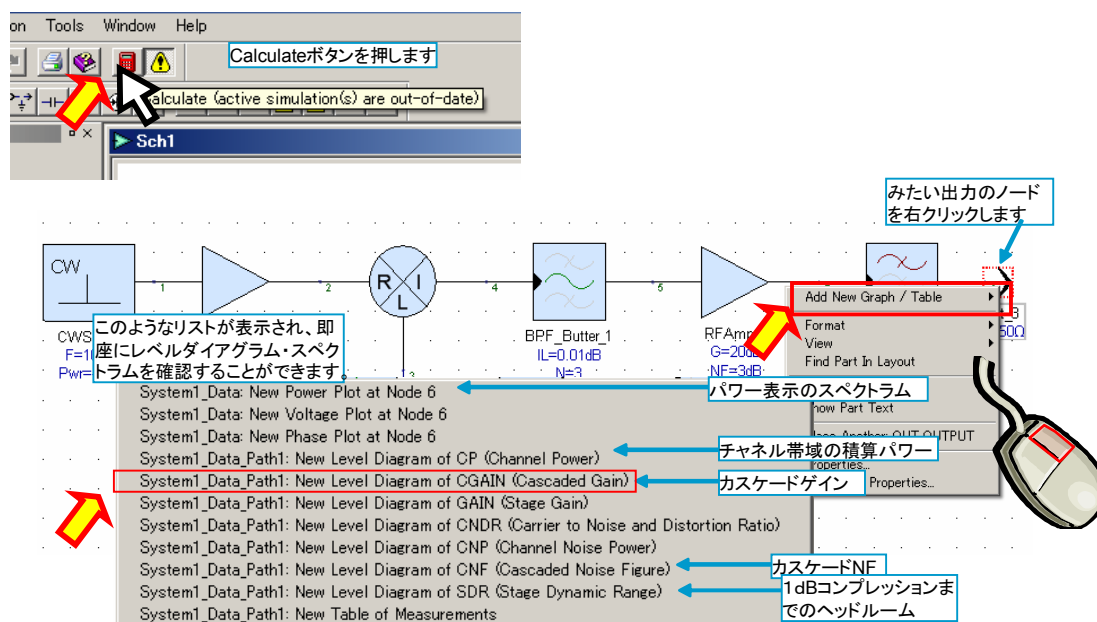 on Tools Window Help
Calculateボタンを押します
alculate (active simulation(s) are out-of-date)
Sch1
みたい出力のノード
を右クリックします
CW
R I
L
1
2
4
5
Add New Graph / Table
Format
View
Find Part In Layout
how Part Text
OUT OUTPUT
roperties...
Properties...
CWS
F=1
Pwr=
このようなリストが表示され、即
座にレベルダイアグラム・スペク
トラムを確認することができます
3
BPF_Butter_1
IL=0.01dB
N=3
RFAmp
G=20dB
NF=3dB
50Ω
System1_Data: New Power Plot at Node 6
パワー表示のスペクトラム
System1_Data: New Voltage Plot at Node 6
System1_Data: New Phase Plot at Node 6
System1_Data_Path1: New Level Diagram of CP (Channel Power)
チャネル帯域の積算パワー
System1_Data_Path1: New Level Diagram of CGAIN (Cascaded Gain)
カスケードゲイン
System1_Data_Path1: New Level Diagram of GAIN (Stage Gain)
System1_Data_Path1: New Level Diagram of CNDR (Carrier to Noise and Distortion Ratio)
System1_Data_Path1: New Level Diagram of CNP (Channel Noise Power)
System1_Data_Path1: New Level Diagram of CNF (Cascaded Noise Figure)
カスケードNF
System1_Data_Path1: New Level Diagram of SDR (Stage Dynamic Range)
1dBコンプレッションま
でのヘッドルーム
System1_Data_Path1: New Table of Measurements